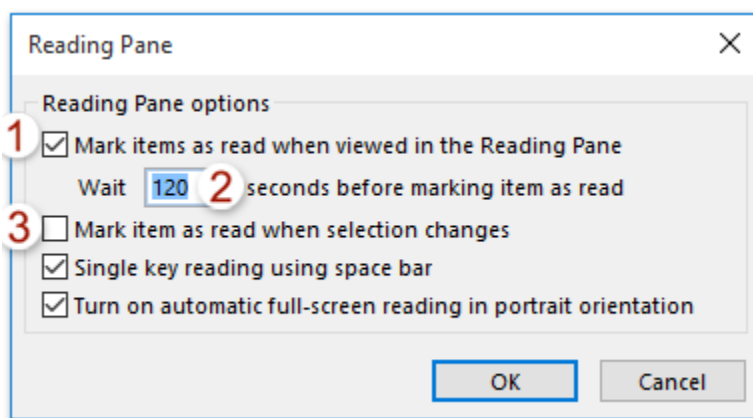 Reading Pane
Reading Pane options
1 Mark items as read when viewed in the Reading Pane
Wait 120 2 seconds before marking item as read
3 Mark item as read when selection changes
Single key reading using space bar
Turn on automatic full-screen reading in portrait orientation
OK Cancel